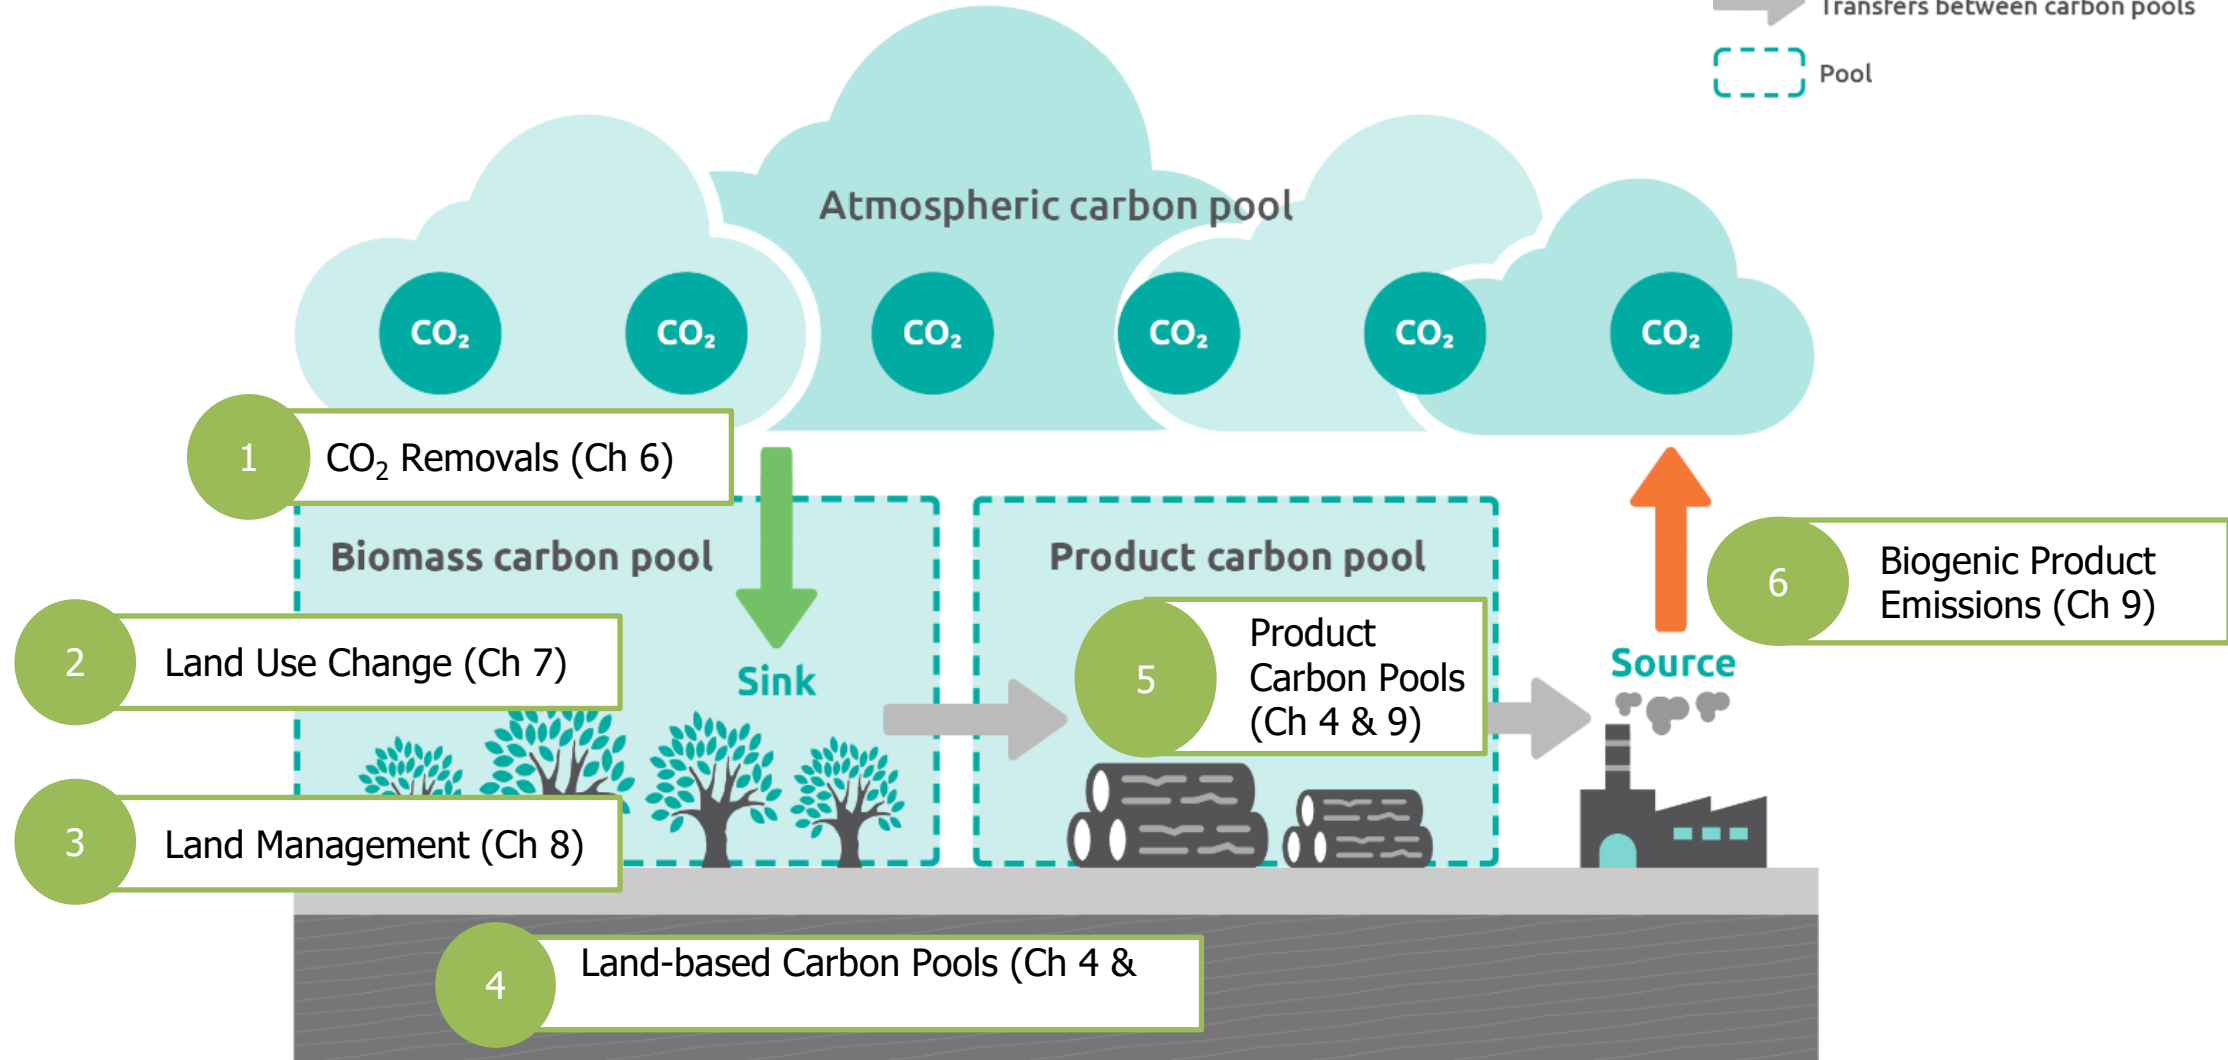 Transfers between carbon pools
Pool
Atmospheric carbon pool
CO₂ CO₂ CO₂ CO₂ CO₂ CO₂
1 CO₂ Removals (Ch 6)
Biomass carbon pool
Product carbon pool
6 Biogenic Product
Emissions (Ch 9)
2 Land Use Change (Ch 7)
Sink
5 Product
Carbon Pools
(Ch 4 & 9)
Source
3 Land Management (Ch 8)
4 Land-based Carbon Pools (Ch 4 &